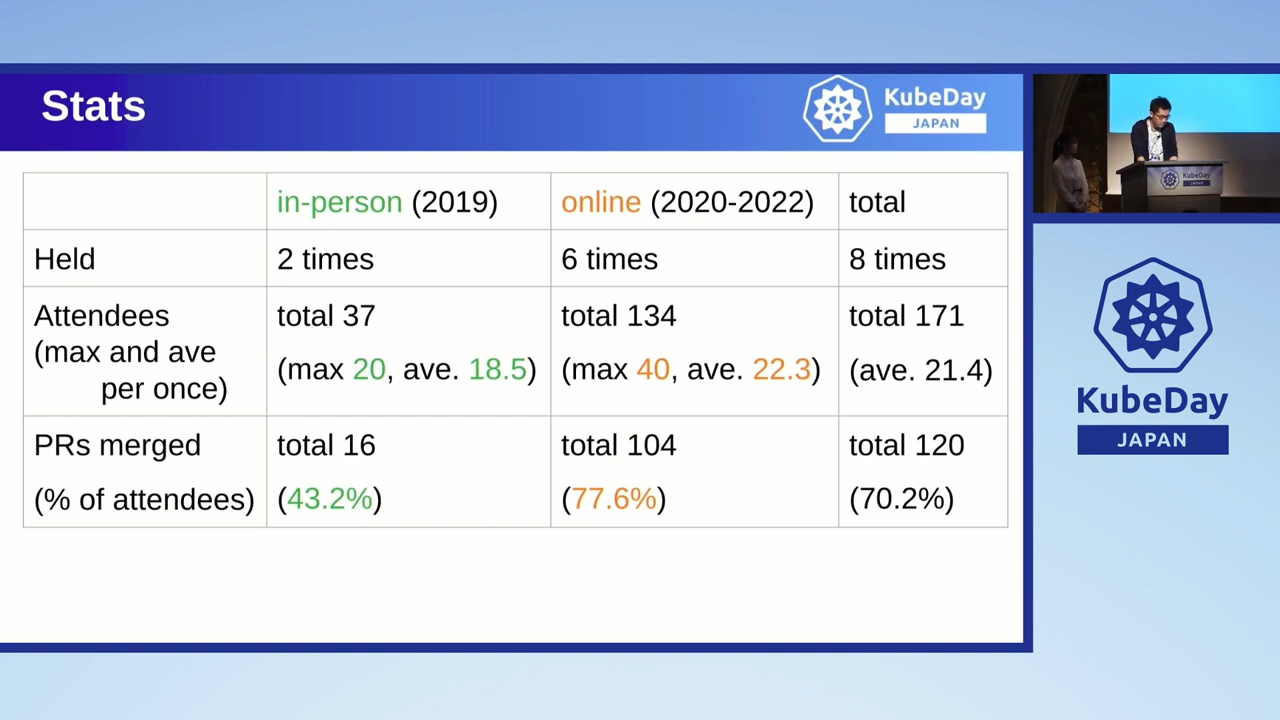 Stats
KubeDay
JAPAN
in-person (2019)
online (2020-2022)
total
Held
2 times
6 times
8 times
Attendees
(max and ave
per once)
total 37
(max 20, ave. 18.5)
total 134
(max 40, ave. 22.3)
total 171
(ave. 21.4)
PRs merged
(% of attendees)
total 16
(43.2%)
total 104
(77.6%)
total 120
(70.2%)
KubeDay
JAPAN
KubeDay
JAPAN